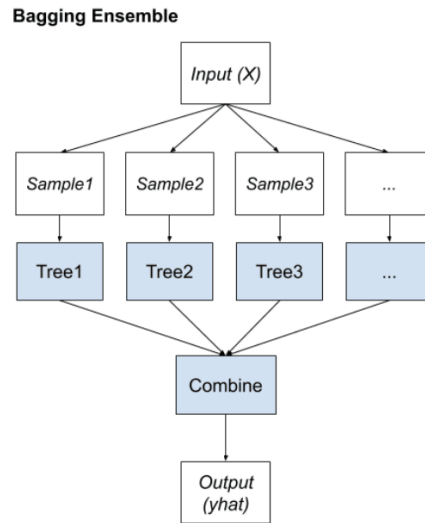 Bagging Ensemble
Input (X)
Sample1
Sample2
Sample3
...
Tree1
Tree2
Tree3
...
Combine
Output
(yhat)